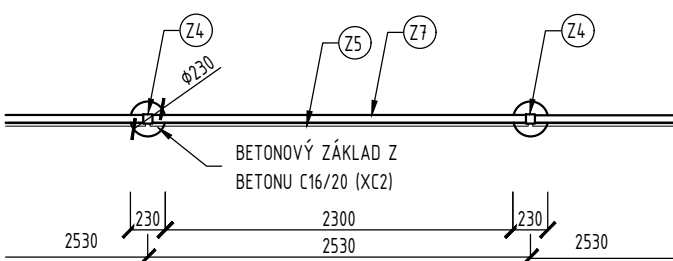 Z4
Z5
Z7
Z4
Ø230
BETONOVÝ ZÁKLAD Z
BETONU C16/20 (XC2)
230
2300
230
2530
2530
2530